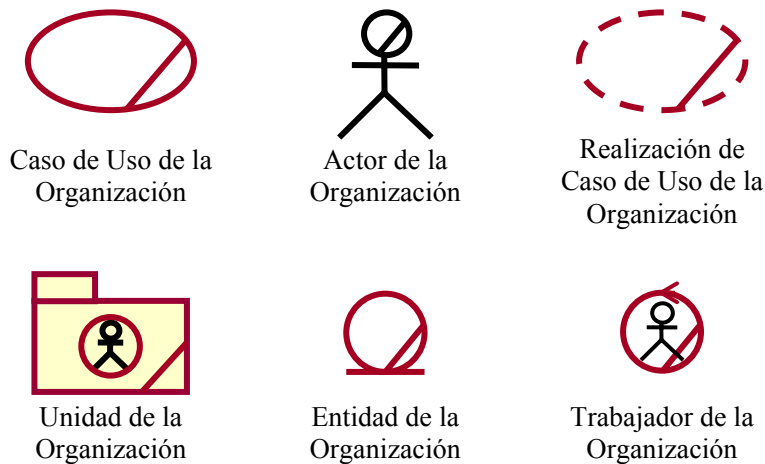 Caso de Uso de la
Organización
Actor de la
Organización
Realización de
Caso de Uso de la
Organización
Unidad de la
Organización
Entidad de la
Organización
Trabajador de la
Organización